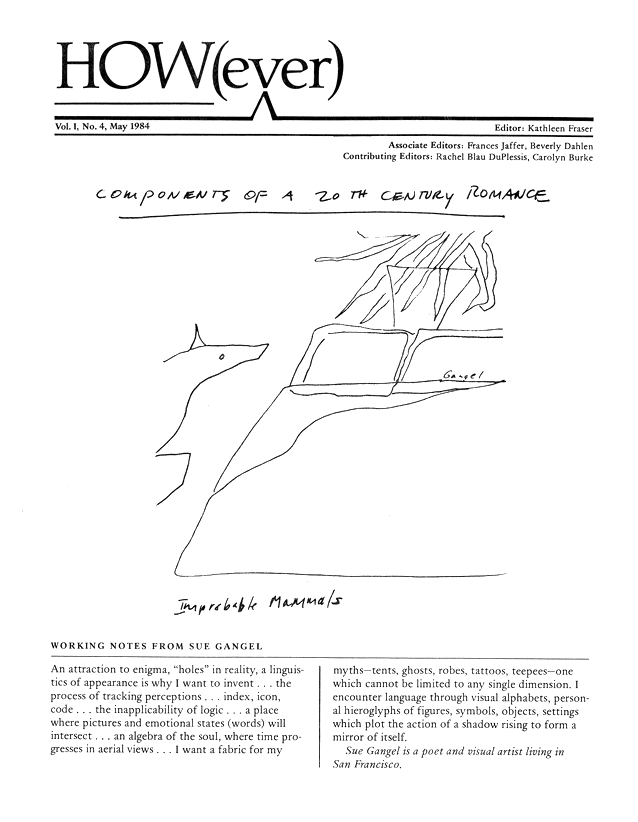 HOW(ever)
Vol. I, No. 4, May 1984
Editor: Kathleen Fraser
Associate Editors: Frances Jaffer, Beverly Dahlen
Contributing Editors: Rachel Blau DuPlessis, Carolyn Burke
COMPONENTS OF A 20TH CENTURY ROMANCE
Gangel
Improbable Mammals
WORKING NOTES FROM SUE GANGEL
An attraction to enigma, “holes” in reality, a linguis-
tics of appearance is why I want to invent . . . the
process of tracking perceptions . . . index, icon,
code . . . the inapplicability of logic . . . a place
where pictures and emotional states (words) will
intersect . . . an algebra of the soul, where time pro-
gresses in aerial views . . . I want a fabric for my
myths—tents, ghosts, robes, tattoos, teepees—one
which cannot be limited to any single dimension. I
encounter language through visual alphabets, person-
al hieroglyphs of figures, symbols, objects, settings
which plot the action of a shadow rising to form a
mirror of itself.
Sue Gangel is a poet and visual artist living in
San Francisco.